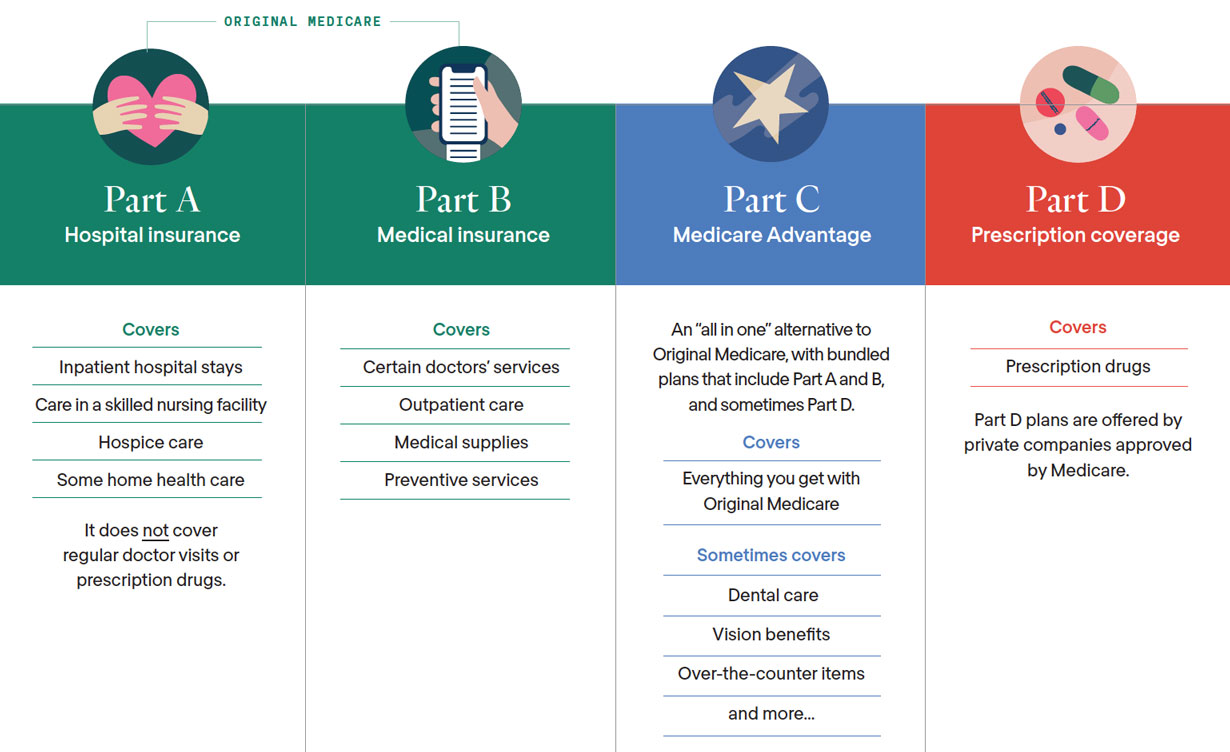 ORIGINAL MEDICARE
Part A
Hospital insurance
Covers
Inpatient hospital stays
Care in a skilled nursing facility
Hospice care
Some home health care
It does not cover
regular doctor visits or
prescription drugs.
Part B
Medical insurance
Covers
Certain doctors’ services
Outpatient care
Medical supplies
Preventive services
Part C
Medicare Advantage
An “all in one” alternative to
Original Medicare, with bundled
plans that include Part A and B,
and sometimes Part D.
Covers
Everything you get with
Original Medicare
Sometimes covers
Dental care
Vision benefits
Over-the-counter items
and more...
Part D
Prescription coverage
Covers
Prescription drugs
Part D plans are offered by
private companies approved
by Medicare.